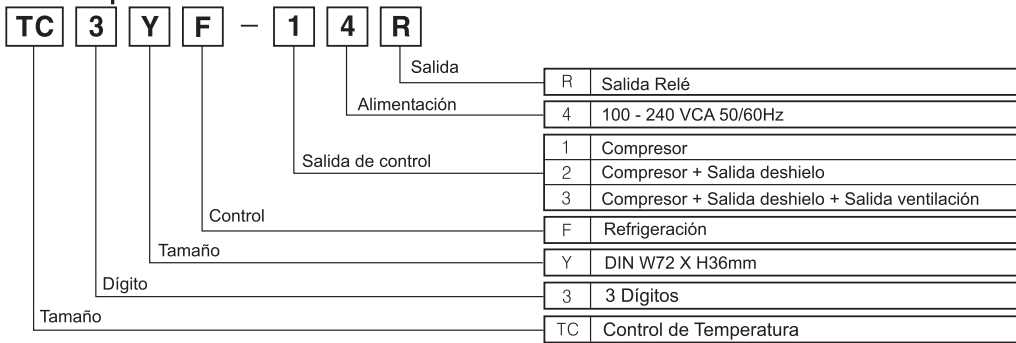 TC 3 Y F - 1 4 R
Salida
R Salida Relé
Alimentación
4 100 - 240 VCA 50/60Hz
1 Compresor
Salida de control
2 Compresor + Salida deshielo
3 Compresor + Salida deshielo + Salida ventilación
Control
F Refrigeración
Tamaño
Y DIN W72 X H36mm
Dígito
3 3 Dígitos
Tamaño
TC Control de Temperatura